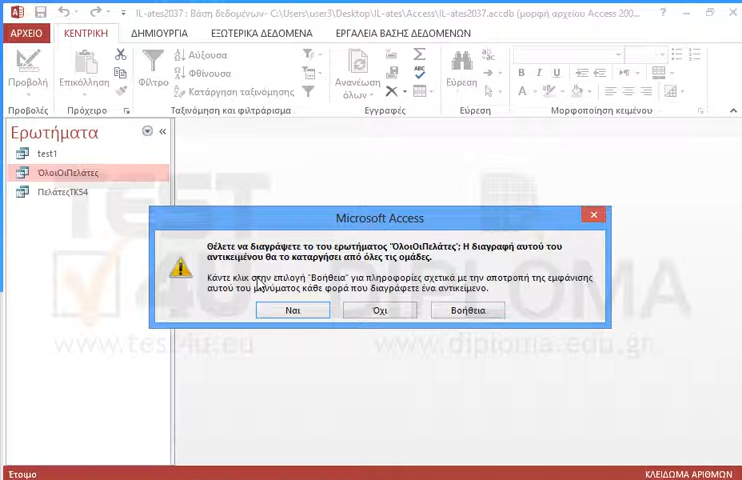 IL-ates2037 : Βάση δεδομένων- C:\Users\user3\Desktop\IL-ates\Access\IL-ates2037.accdb (μορφή αρχείου Access 200...
ΑΡΧΕΙΟ ΚΕΝΤΡΙΚΗ ΔΗΜΙΟΥΡΓΙΑ ΕΞΩΤΕΡΙΚΑ ΔΕΔΟΜΕΝΑ ΕΡΓΑΛΕΙΑ ΒΑΣΗΣ ΔΕΔΟΜΕΝΩΝ
Προβολή
Επικόλληση
Φίλτρο
Αύξουσα
Φθίνουσα
Κατάργηση ταξινόμησης
Ανανέωση
όλων
Εύρεση
Προβολές Πρόχειρο Ταξινόμηση και φιλτράρισμα Εγγραφές Εύρεση Μορφοποίηση κειμένου
Ερωτήματα
test1
ΌλοιΟιΠελάτες
ΠελάτεςΤΚ54
Microsoft Access
Θέλετε να διαγράψετε το του ερωτήματος 'ΌλοιΟιΠελάτες'; Η διαγραφή αυτού του
αντικειμένου θα το καταργήσει από όλες τις ομάδες.
Κάντε κλικ στην επιλογή "Βοήθεια" για πληροφορίες σχετικά με την αποτροπή της εμφάνισης
αυτού του μηνύματος κάθε φορά που διαγράφετε ένα αντικείμενο.
Ναι Όχι Βοήθεια
TEST
4U DIPLOMA
www.test4u.eu www.diploma.edu.gr
Έτοιμο ΚΛΕΙΔΩΜΑ ΑΡΙΘΜΩΝ